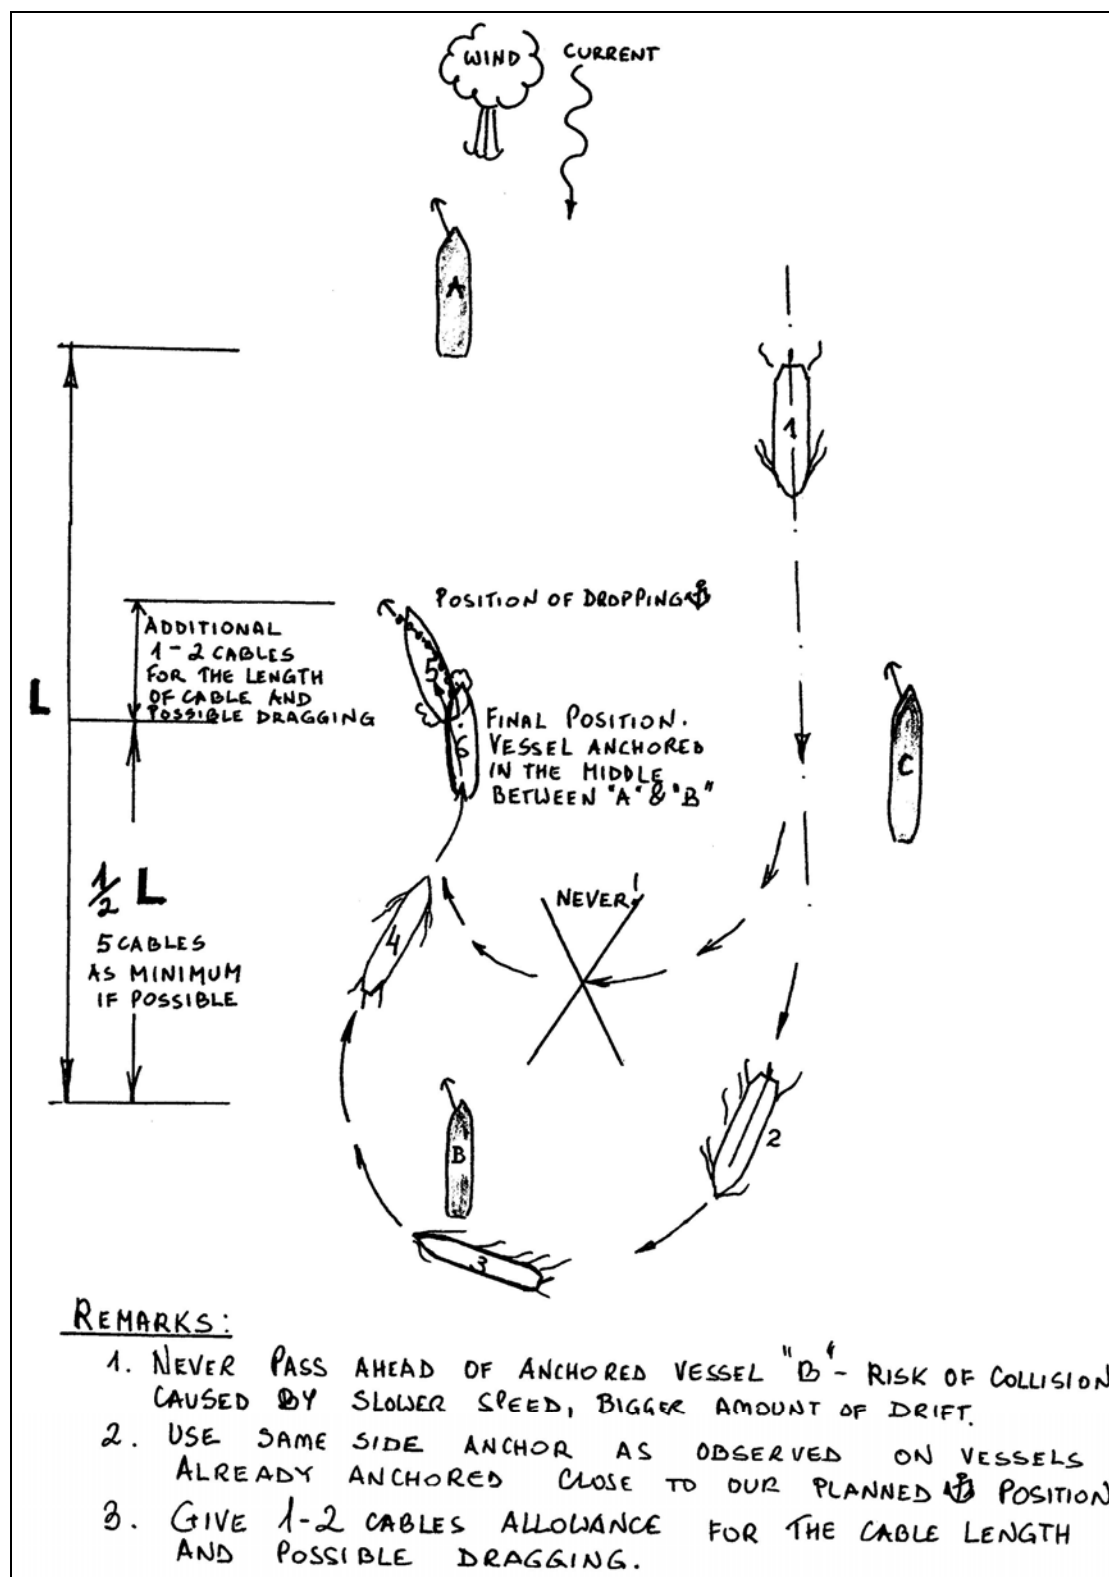 WIND
CURRENT
A
1
POSITION OF DROPPING ⚓
ADDITIONAL
1-2 CABLES
FOR THE LENGTH
OF CABLE AND
POSSIBLE DRAGGING
L
5
6
FINAL POSITION.
VESSEL ANCHORED
IN THE MIDDLE
BETWEEN "A" & "B"
C
1/2 L
5 CABLES
AS MINIMUM
IF POSSIBLE
NEVER!
4
2
B
3
REMARKS:
1. NEVER PASS AHEAD OF ANCHORED VESSEL "B" - RISK OF COLLISION
CAUSED BY SLOWER SPEED, BIGGER AMOUNT OF DRIFT.
2. USE SAME SIDE ANCHOR AS OBSERVED ON VESSELS
ALREADY ANCHORED CLOSE TO OUR PLANNED ⚓ POSITION
3. GIVE 1-2 CABLES ALLOWANCE FOR THE CABLE LENGTH
AND POSSIBLE DRAGGING.